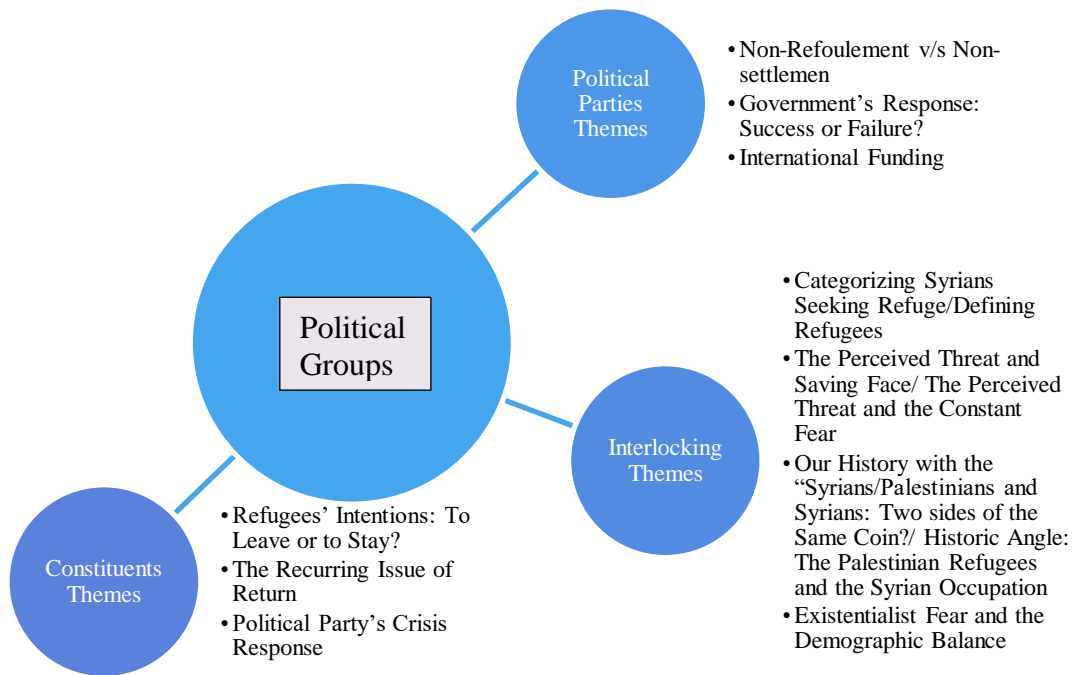 Political
Parties
Themes
• Non-Refoulement v/s Non-
settlemen
• Government’s Response:
Success or Failure?
• International Funding
Political
Groups
Interlocking
Themes
• Categorizing Syrians
Seeking Refuge/Defining
Refugees
• The Perceived Threat and
Saving Face/ The Perceived
Threat and the Constant
Fear
• Our History with the
“Syrians/Palestinians and
Syrians: Two sides of the
Same Coin?/ Historic Angle:
The Palestinian Refugees
and the Syrian Occupation
• Existentialist Fear and the
Demographic Balance
Constituents
Themes
• Refugees’ Intentions: To
Leave or to Stay?
• The Recurring Issue of
Return
• Political Party’s Crisis
Response